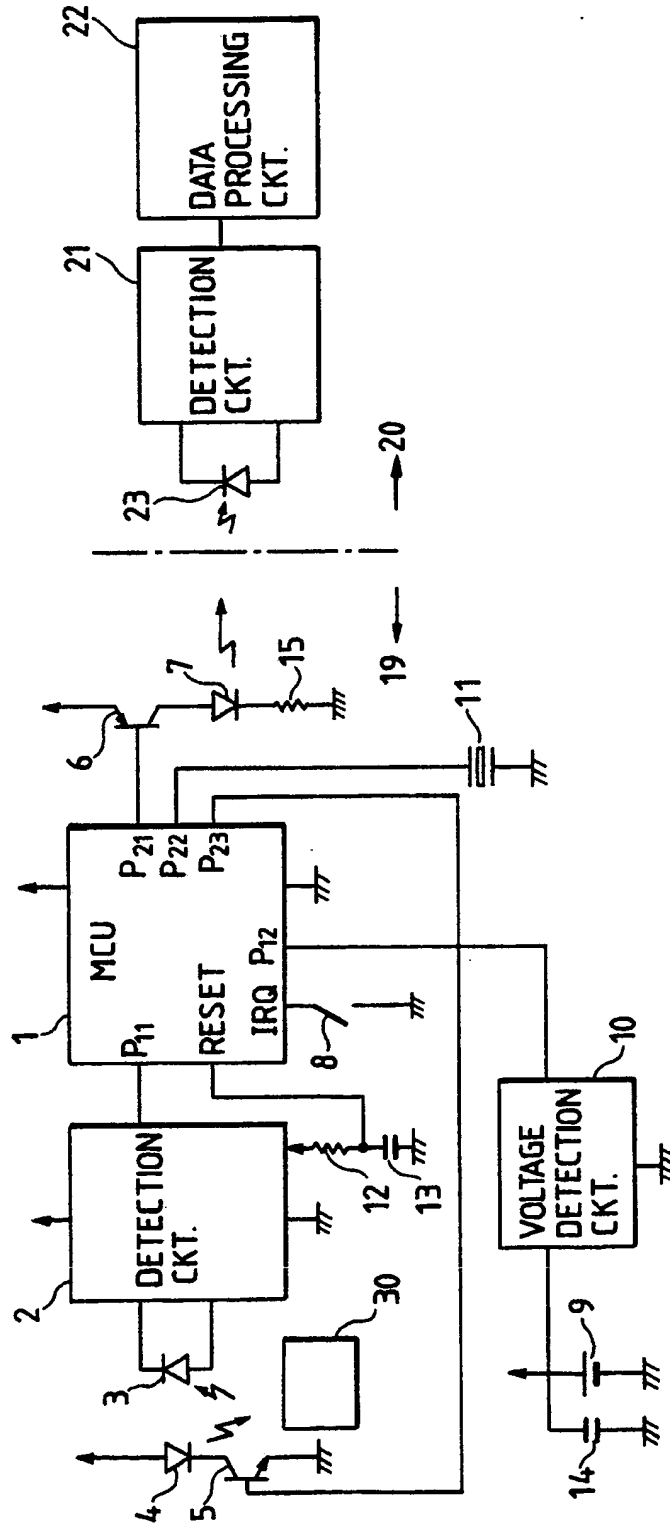 22
DATA
PROCESSING
CKT.
21
DETECTION
CKT.
23
20
19
7
15
6
11
P21
P22
P23
MCU
1
P11
RESET
IRQ
P12
8
10
VOLTAGE
DETECTION
CKT.
2
DETECTION
CKT.
12
13
3
30
4
5
9
14